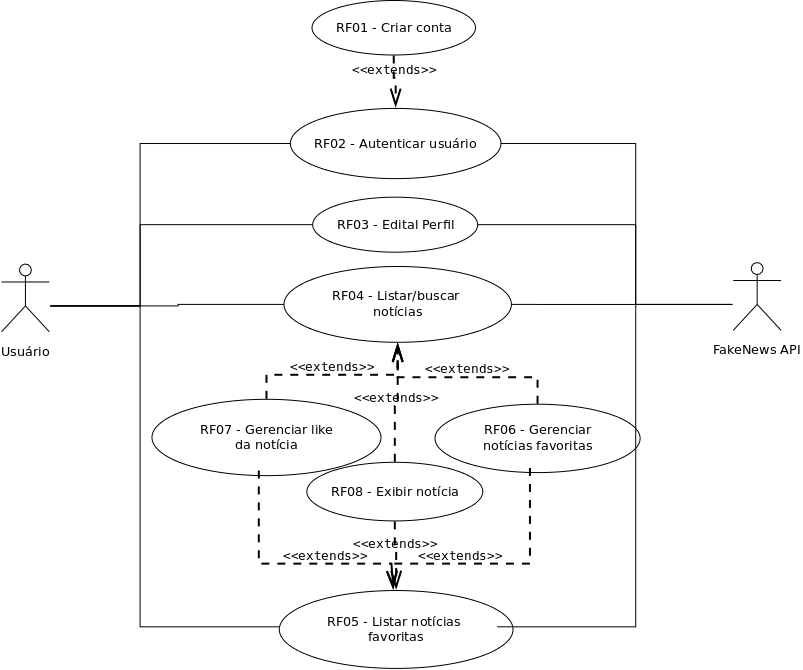 RF01 - Criar conta
<<extends>>
RF02 - Autenticar usuário
RF03 - Edital Perfil
RF04 - Listar/buscar
notícias
Usuário
FakeNews API
<<extends>>
<<extends>>
<<extends>>
RF07 - Gerenciar like
da notícia
RF06 - Gerenciar
notícias favoritas
RF08 - Exibir notícia
<<extends>>
<<extends>>
<<extends>>
RF05 - Listar notícias
favoritas